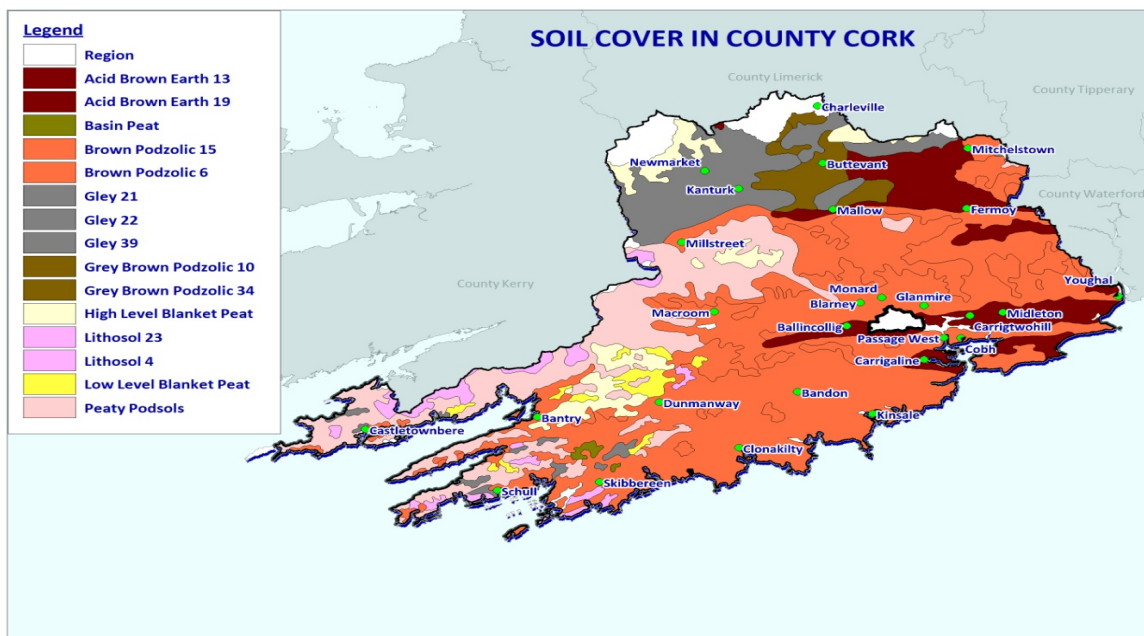 SOIL COVER IN COUNTY CORK
Legend
Region
Acid Brown Earth 13
Acid Brown Earth 19
Basin Peat
Brown Podzolic 15
Brown Podzolic 6
Gley 21
Gley 22
Gley 39
Grey Brown Podzolic 10
Grey Brown Podzolic 34
High Level Blanket Peat
Lithosol 23
Lithosol 4
Low Level Blanket Peat
Peaty Podsols
County Limerick
County Tipperary
Charleville
Mitchelstown
Newmarket
Buttevant
Kanturk
County Waterford
Mallow
Fermoy
Millstreet
County Kerry
Youghal
Monard
Blarney
Glanmire
Macroom
Midleton
Ballincollig
Carrigtwohill
Passage West
Cobh
Carrigaline
Bandon
Dunmanway
Kinsale
Bantry
Castletownbere
Clonakilty
Skibbereen
Schull